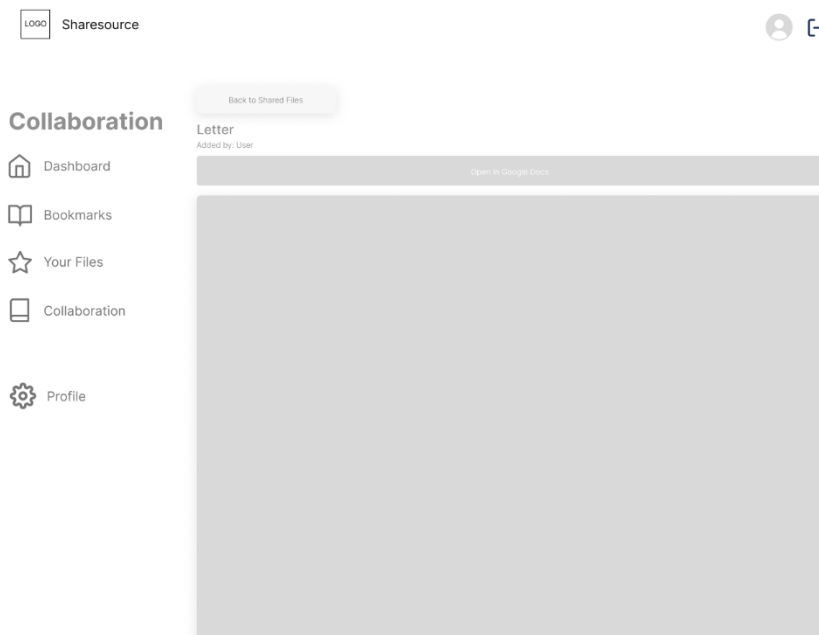 LOGO
Sharesource
Collaboration
Dashboard
Bookmarks
Your Files
Collaboration
Profile
Back to Shared Files
Letter
Added by: User
Open in Google Docs